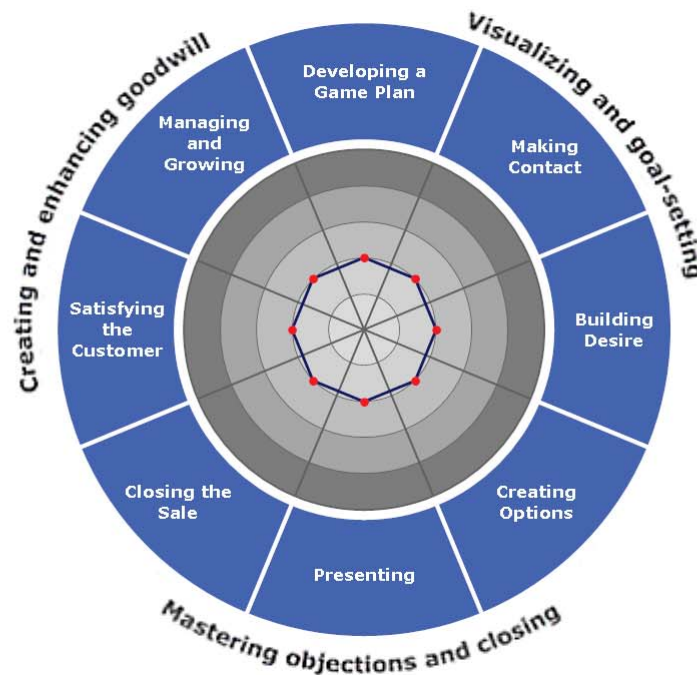 Visualizing and goal-setting
Developing a
Game Plan
Making
Contact
Building
Desire
Creating
Options
Mastering objections and closing
Presenting
Closing the
Sale
Satisfying
the
Customer
Managing
and
Growing
Creating and enhancing goodwill